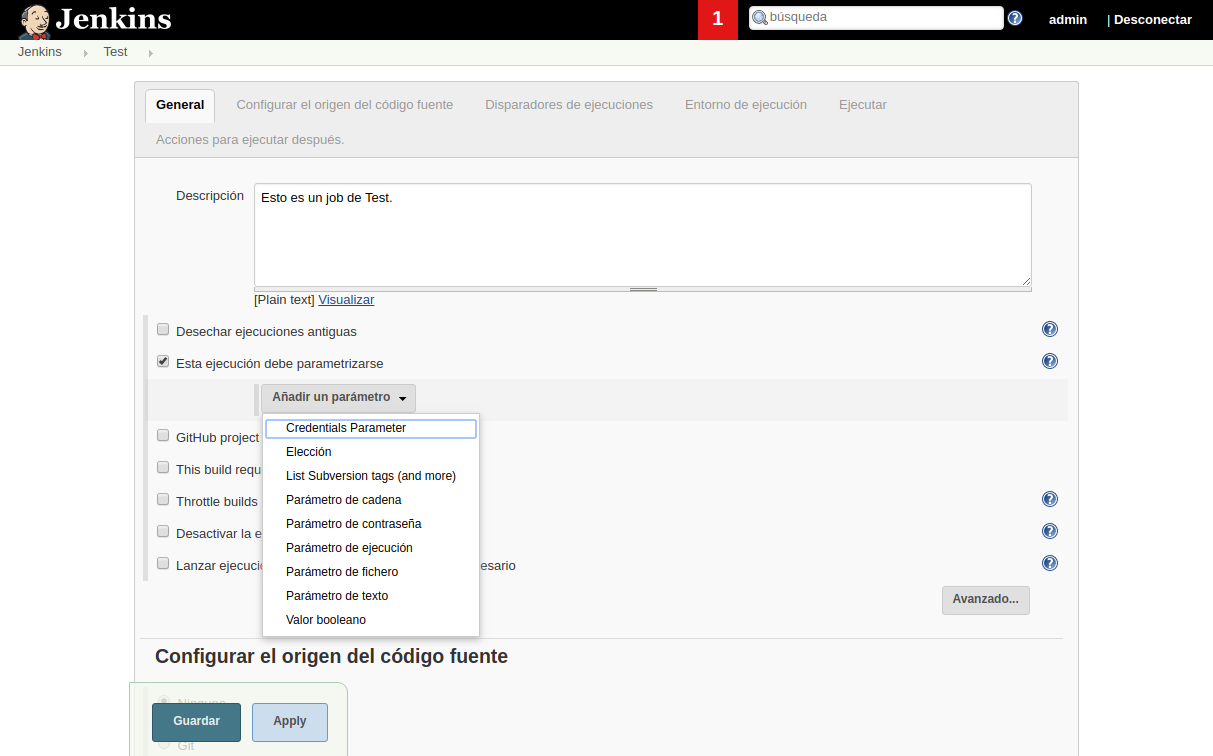 Jenkins 1 búsqueda admin | Desconectar
Jenkins Test
General Configurar el origen del código fuente Disparadores de ejecuciones Entorno de ejecución Ejecutar
Acciones para ejecutar después.
Descripción Esto es un job de Test.
[Plain text] Visualizar
Desechar ejecuciones antiguas
Esta ejecución debe parametrizarse
Añadir un parámetro
Credentials Parameter
GitHub project
Elección
This build requ
List Subversion tags (and more)
Throttle builds
Parámetro de cadena
Parámetro de contraseña
Desactivar la e
Parámetro de ejecución
Lanzar ejecuci esario
Parámetro de fichero
Parámetro de texto
Avanzado...
Valor booleano
Configurar el origen del código fuente
Ninguno
Guardar Apply
Git